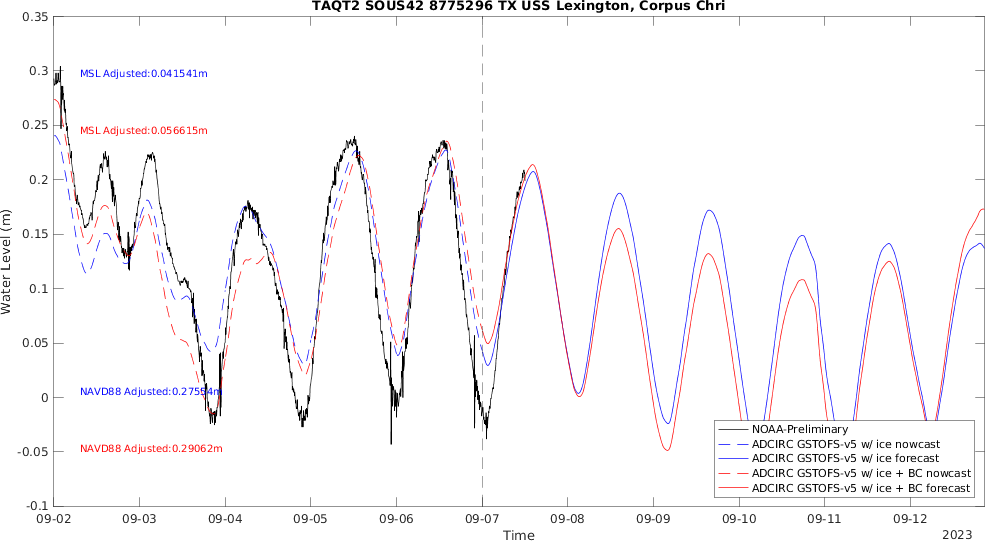 TAQT2 SOUS42 8775296 TX USS Lexington, Corpus Chri
0.35
0.3
0.25
0.2
0.15
0.1
0.05
0
-0.05
-0.1
Water Level (m)
MSL Adjusted:0.041541m
MSL Adjusted:0.056615m
NAVD88 Adjusted:0.27554m
NAVD88 Adjusted:0.29062m
NOAA-Preliminary
ADCIRC GSTOFS-v5 w/ ice nowcast
ADCIRC GSTOFS-v5 w/ ice forecast
ADCIRC GSTOFS-v5 w/ ice + BC nowcast
ADCIRC GSTOFS-v5 w/ ice + BC forecast
09-02 09-03 09-04 09-05 09-06 09-07 09-08 09-09 09-10 09-11 09-12
Time
2023